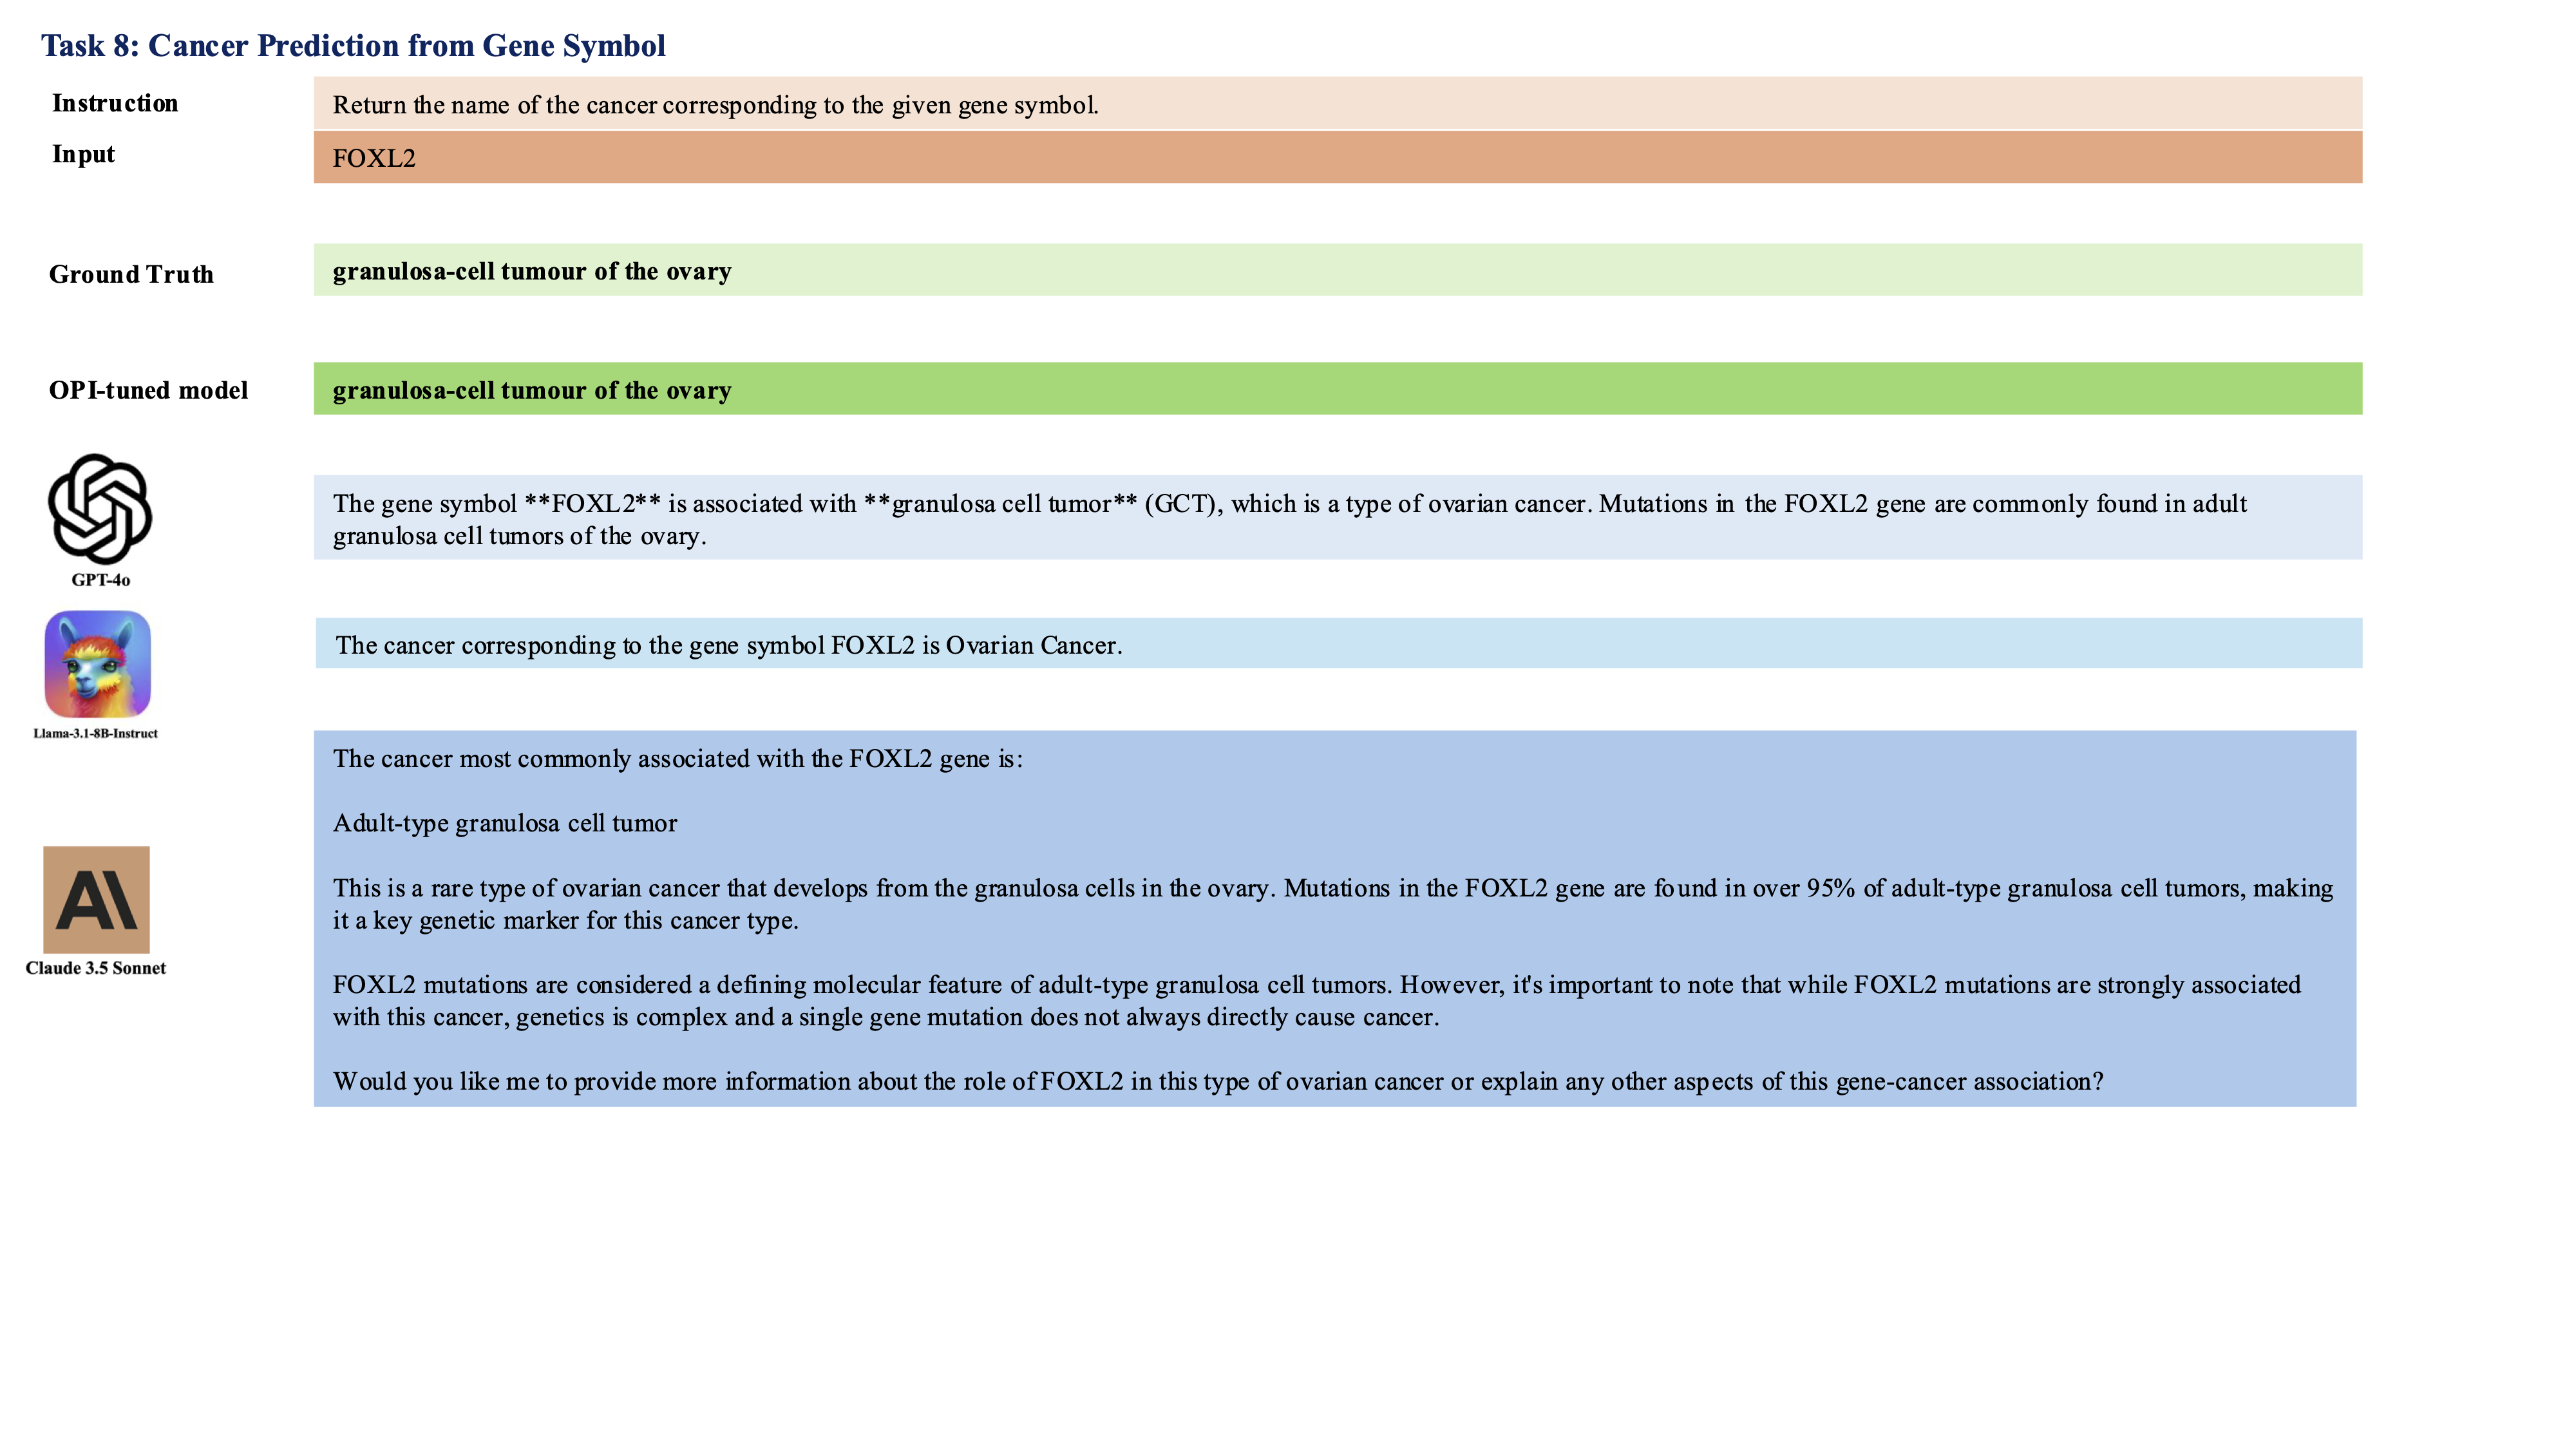 Task 8: Cancer Prediction from Gene Symbol
Instruction
Return the name of the cancer corresponding to the given gene symbol.
Input
FOXL2
Ground Truth
granulosa-cell tumour of the ovary
OPI-tuned model
granulosa-cell tumour of the ovary
The gene symbol **FOXL2** is associated with **granulosa cell tumor** (GCT), which is a type of ovarian cancer. Mutations in the FOXL2 gene are commonly found in adult
granulosa cell tumors of the ovary.
GPT-4o
The cancer corresponding to the gene symbol FOXL2 is Ovarian Cancer.
Llama-3.1-8B-Instruct
The cancer most commonly associated with the FOXL2 gene is:
Adult-type granulosa cell tumor
This is a rare type of ovarian cancer that develops from the granulosa cells in the ovary. Mutations in the FOXL2 gene are found in over 95% of adult-type granulosa cell tumors, making
it a key genetic marker for this cancer type.
FOXL2 mutations are considered a defining molecular feature of adult-type granulosa cell tumors. However, it's important to note that while FOXL2 mutations are strongly associated
with this cancer, genetics is complex and a single gene mutation does not always directly cause cancer.
Would you like me to provide more information about the role of FOXL2 in this type of ovarian cancer or explain any other aspects of this gene-cancer association?
A\
Claude 3.5 Sonnet